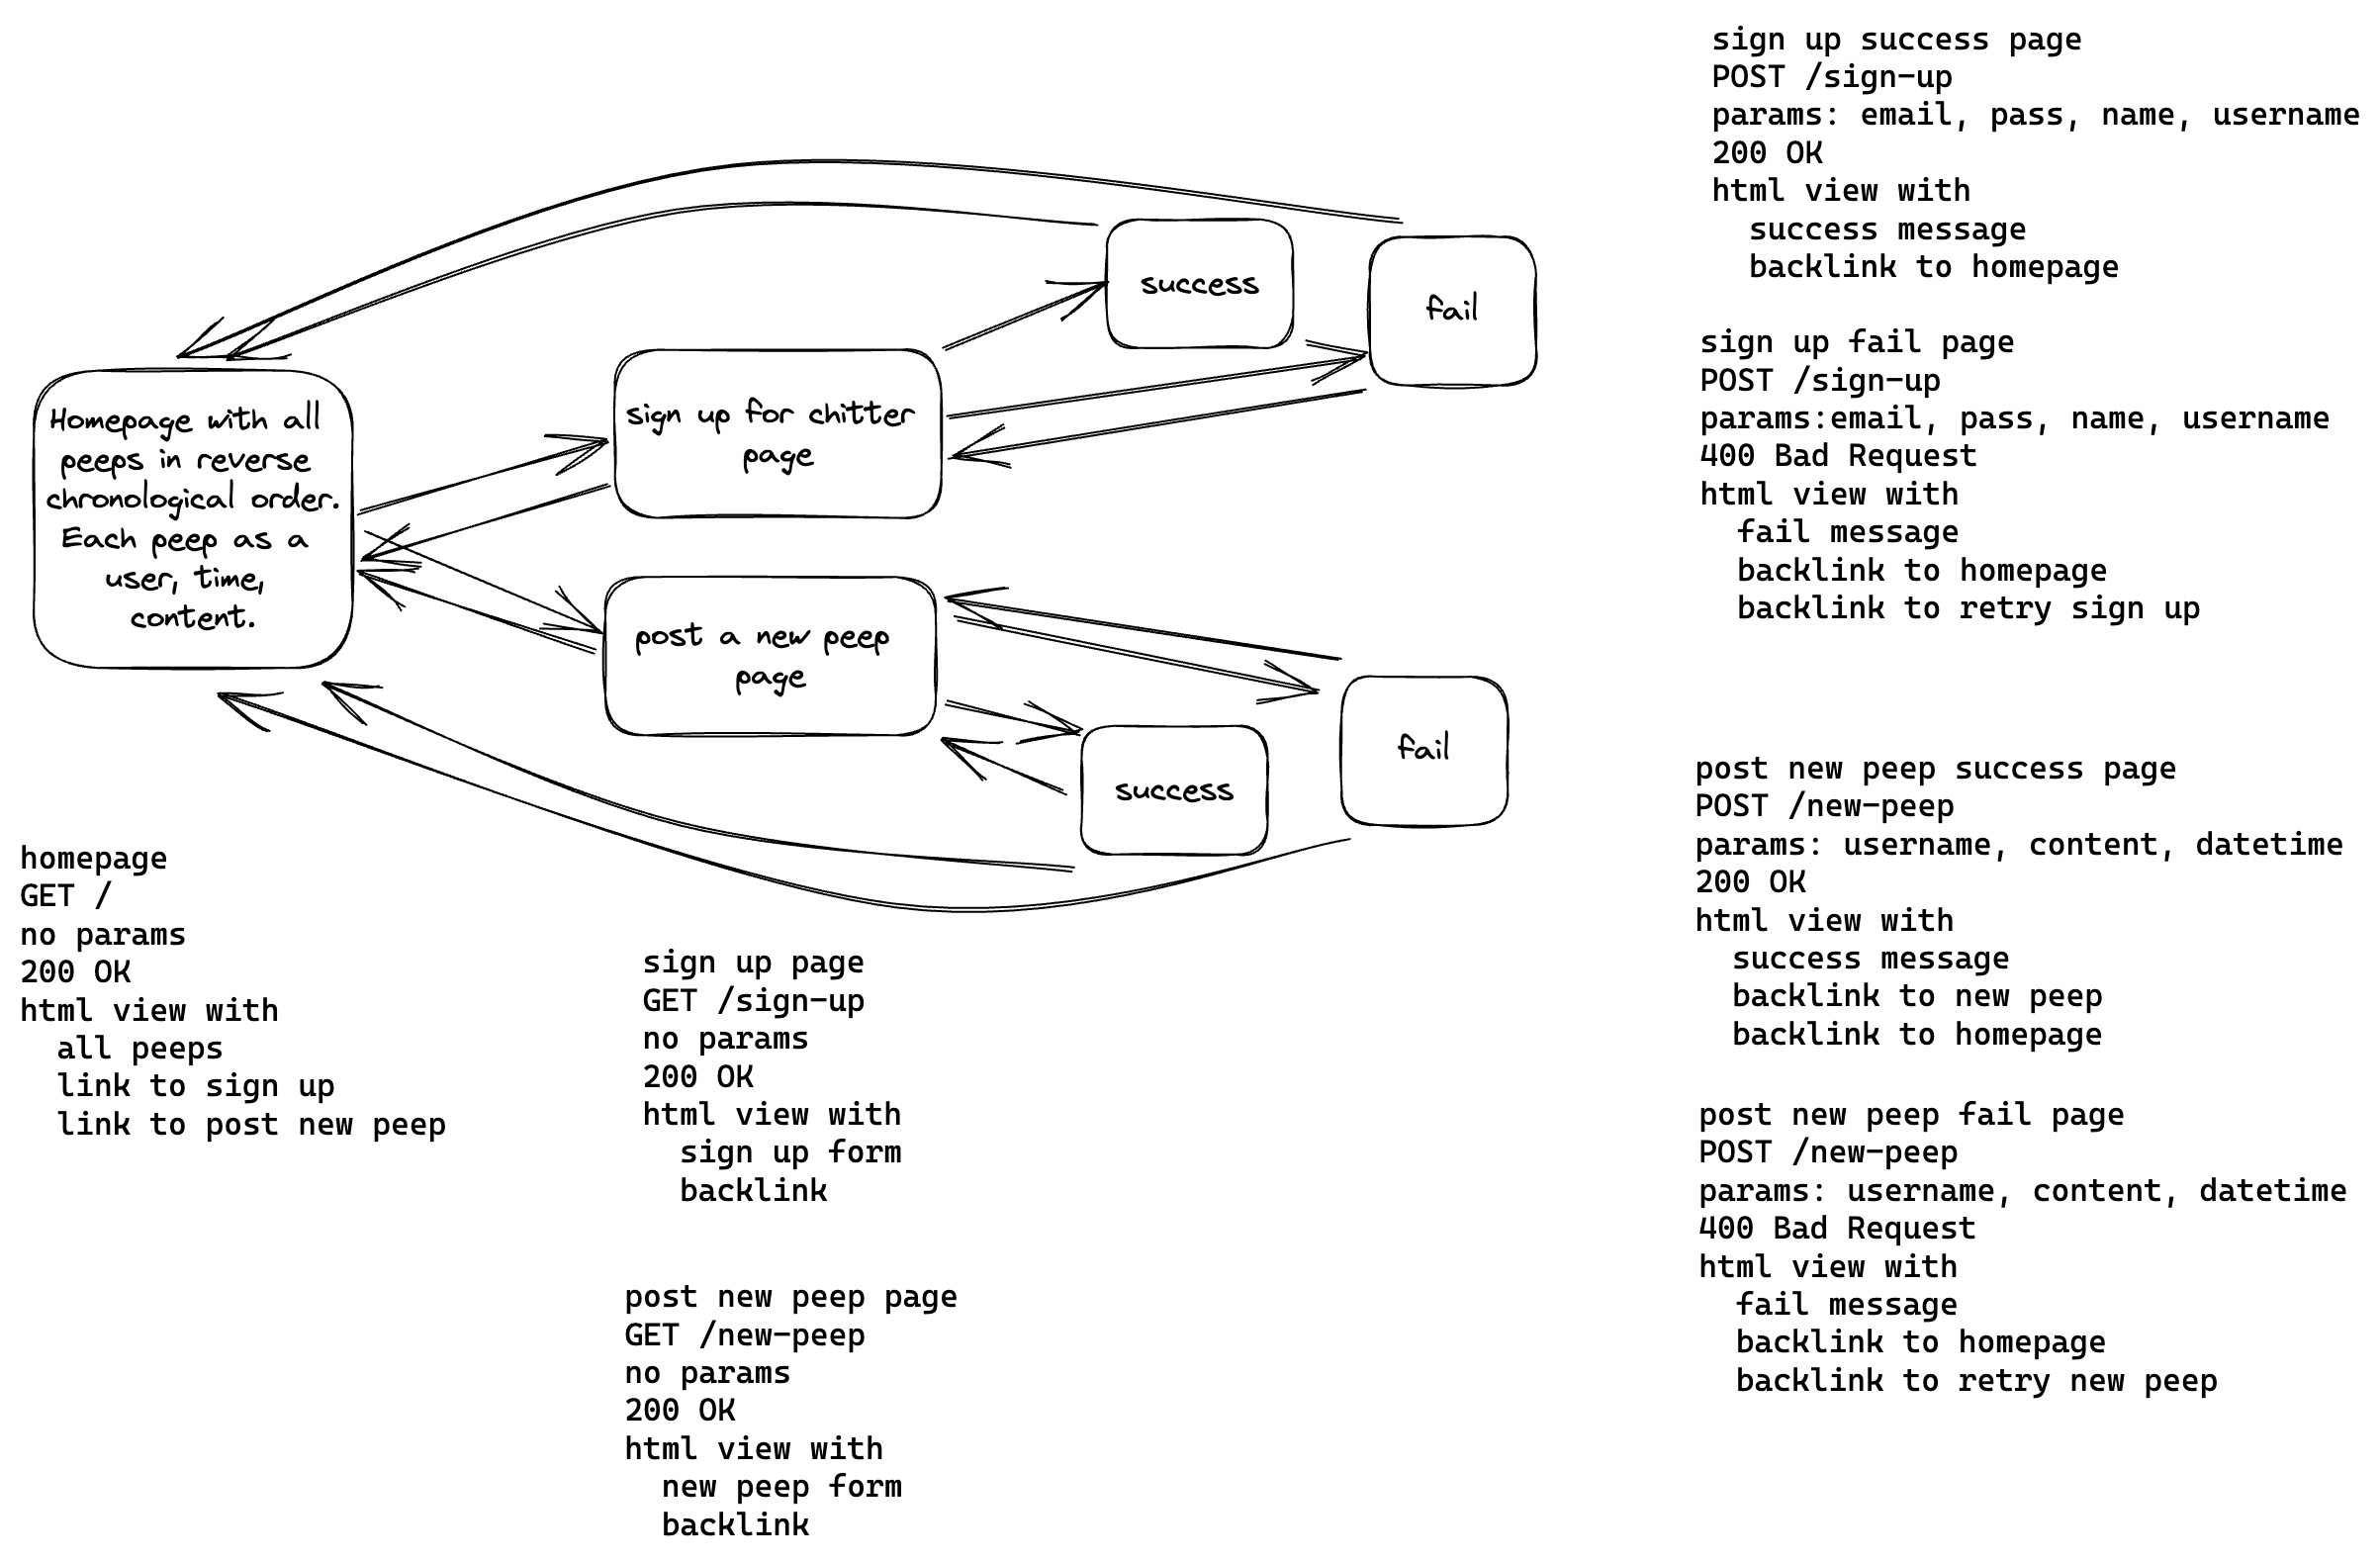 Homepage with all
peeps in reverse
chronological order.
Each peep as a
user, time,
content.
sign up for chitter
page
success
fail
post a new peep
page
success
fail
homepage
GET /
no params
200 OK
html view with
all peeps
link to sign up
link to post new peep
sign up page
GET /sign-up
no params
200 OK
html view with
sign up form
backlink
post new peep page
GET /new-peep
no params
200 OK
html view with
new peep form
backlink
sign up success page
POST /sign-up
params: email, pass, name, username
200 OK
html view with
success message
backlink to homepage
sign up fail page
POST /sign-up
params:email, pass, name, username
400 Bad Request
html view with
fail message
backlink to homepage
backlink to retry sign up
post new peep success page
POST /new-peep
params: username, content, datetime
200 OK
html view with
success message
backlink to new peep
backlink to homepage
post new peep fail page
POST /new-peep
params: username, content, datetime
400 Bad Request
html view with
fail message
backlink to homepage
backlink to retry new peep